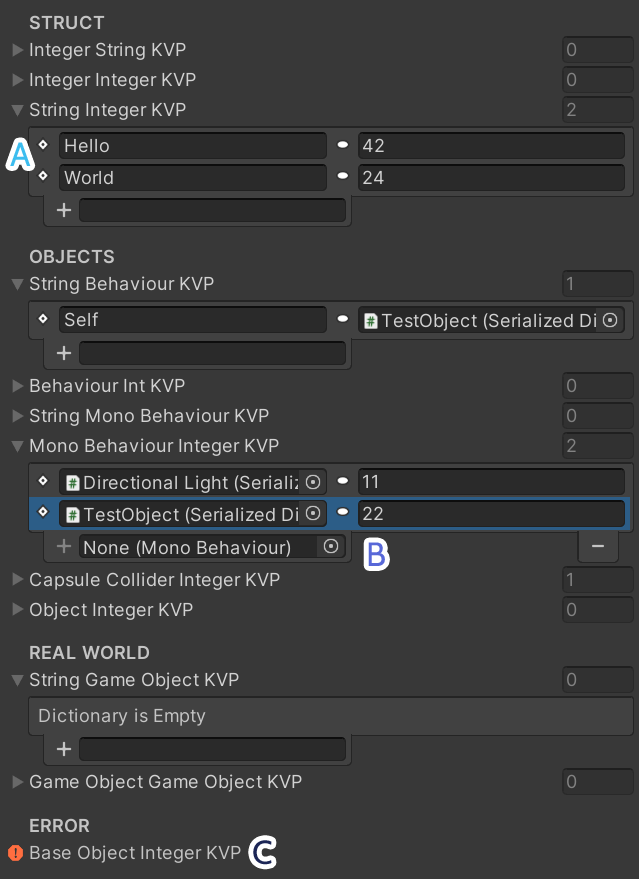 STRUCT
Integer String KVP 0
Integer Integer KVP 0
String Integer KVP 2
A Hello 42
World 24
+
OBJECTS
String Behaviour KVP 1
Self # TestObject (Serialized Di
+
Behaviour Int KVP 0
String Mono Behaviour KVP 0
Mono Behaviour Integer KVP 2
# Directional Light (Serializ 11
# TestObject (Serialized Di 22
+ None (Mono Behaviour) B −
Capsule Collider Integer KVP 1
Object Integer KVP 0
REAL WORLD
String Game Object KVP 0
Dictionary is Empty
+
Game Object Game Object KVP 0
ERROR
! Base Object Integer KVP C